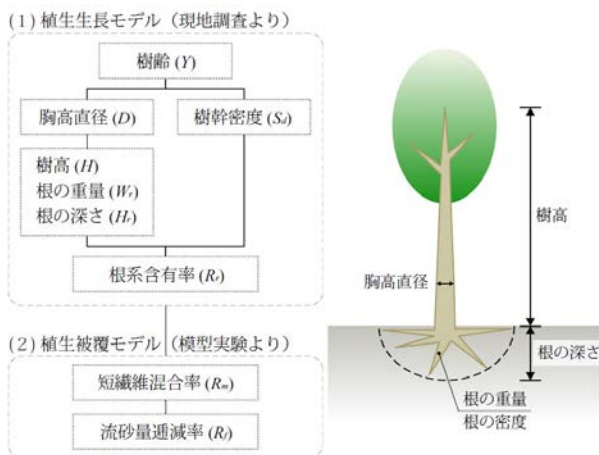 (1) 植生生長モデル（現地調査より）
樹齢 (Y)
胸高直径 (D)
樹幹密度 (Sd)
樹高 (H)
根の重量 (Wr)
根の深さ (Hr)
根系含有率 (Rr)
(2) 植生被覆モデル（模型実験より）
短繊維混合率 (Rm)
流砂量逓減率 (Rf)
樹高
胸高直径
根の深さ
根の重量
根の密度